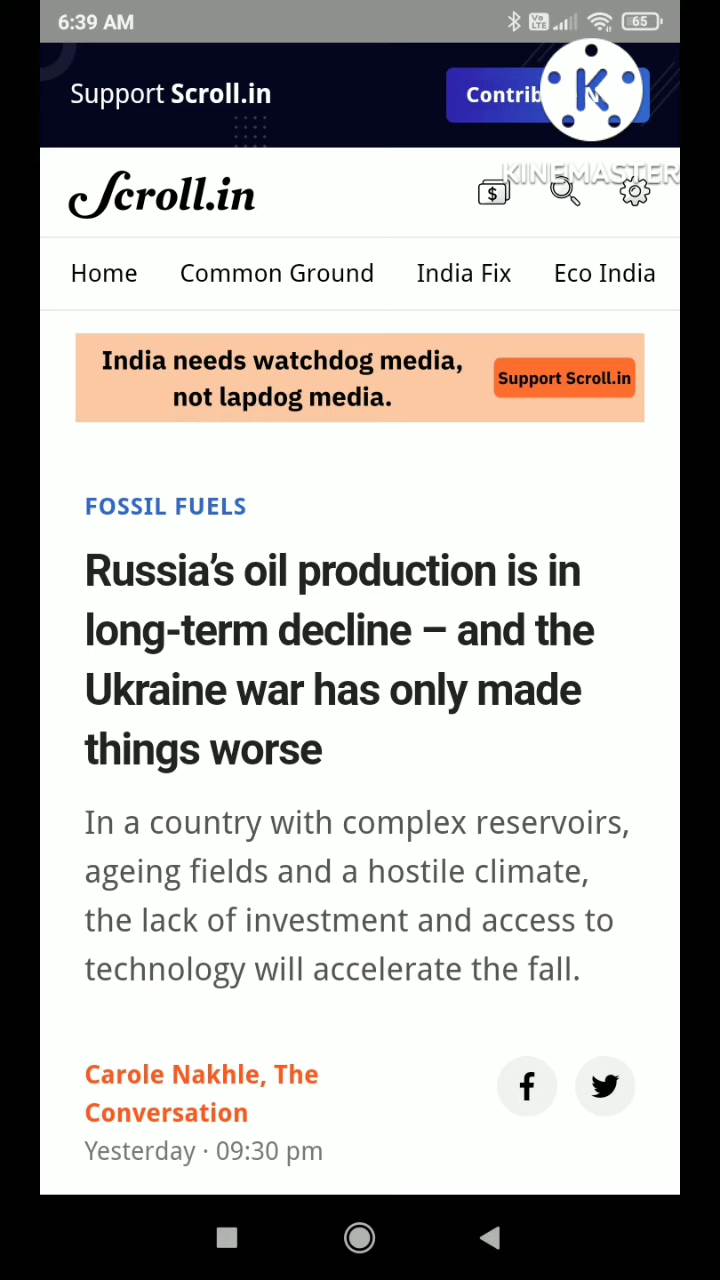 6:39 AM
Vo LTE
65
Support Scroll.in
Contrib
K
KINEMASTER
Scroll.in
$
Home Common Ground India Fix Eco India
India needs watchdog media,
not lapdog media.
Support Scroll.in
FOSSIL FUELS
Russia’s oil production is in
long-term decline – and the
Ukraine war has only made
things worse
In a country with complex reservoirs,
ageing fields and a hostile climate,
the lack of investment and access to
technology will accelerate the fall.
Carole Nakhle, The
Conversation
Yesterday · 09:30 pm